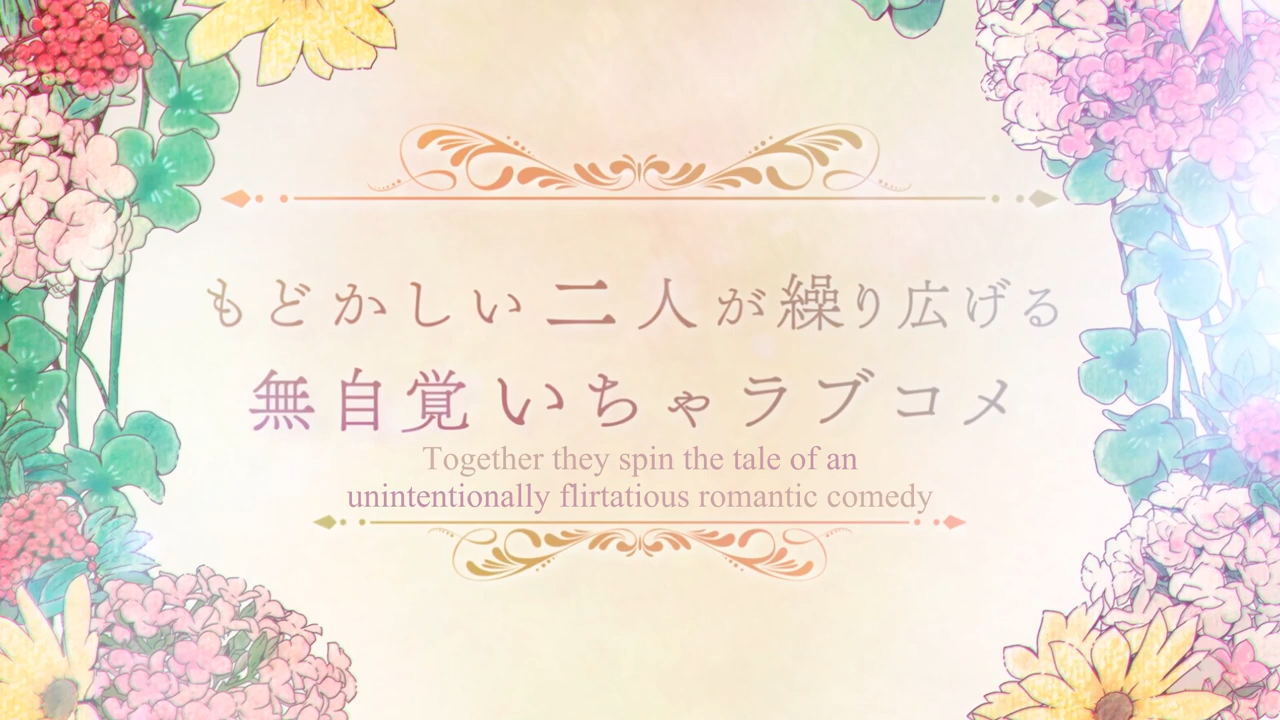 もどかしい二人が繰り広げる
無自覚いちゃラブコメ
Together they spin the tale of an
unintentionally flirtatious romantic comedy